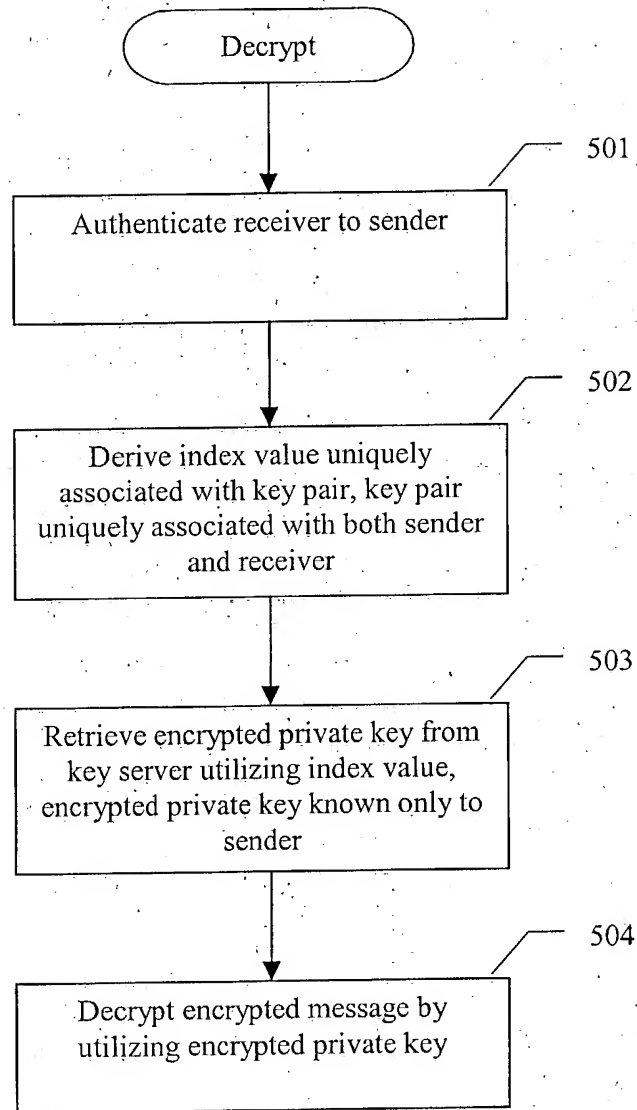 Decrypt
501
Authenticate receiver to sender
502
Derive index value uniquely
associated with key pair, key pair
uniquely associated with both sender
and receiver
503
Retrieve encrypted private key from
key server utilizing index value,
encrypted private key known only to
sender
504
Decrypt encrypted message by
utilizing encrypted private key